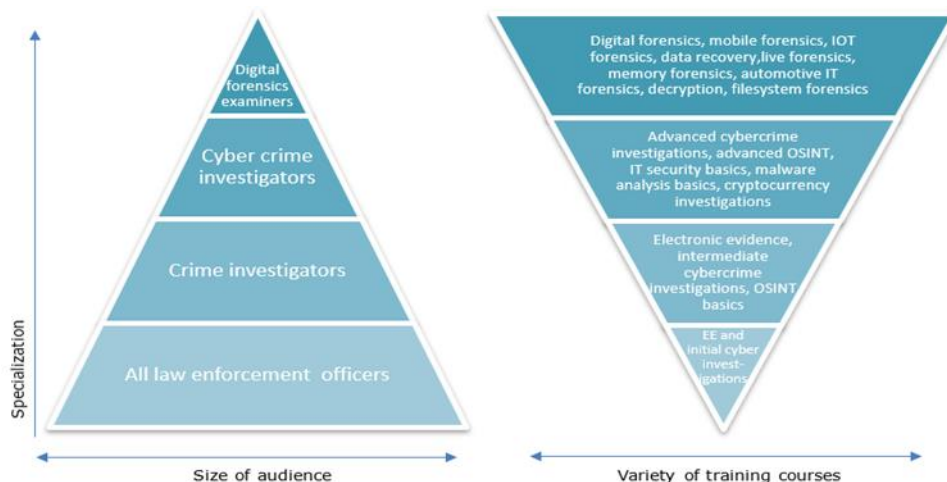 Digital
forensics
examiners
Cyber crime
investigators
Crime investigators
All law enforcement officers
Specialization
Size of audience
Digital forensics, mobile forensics, IOT
forensics, data recovery,live forensics,
memory forensics, automotive IT
forensics, decryption, filesystem forensics
Advanced cybercrime
investigations, advanced OSINT,
IT security basics, malware
analysis basics, cryptocurrency
investigations
Electronic evidence,
intermediate
cybercrime
investigations, OSINT
basics
EE and
initial cyber
invest-
igations
Variety of training courses